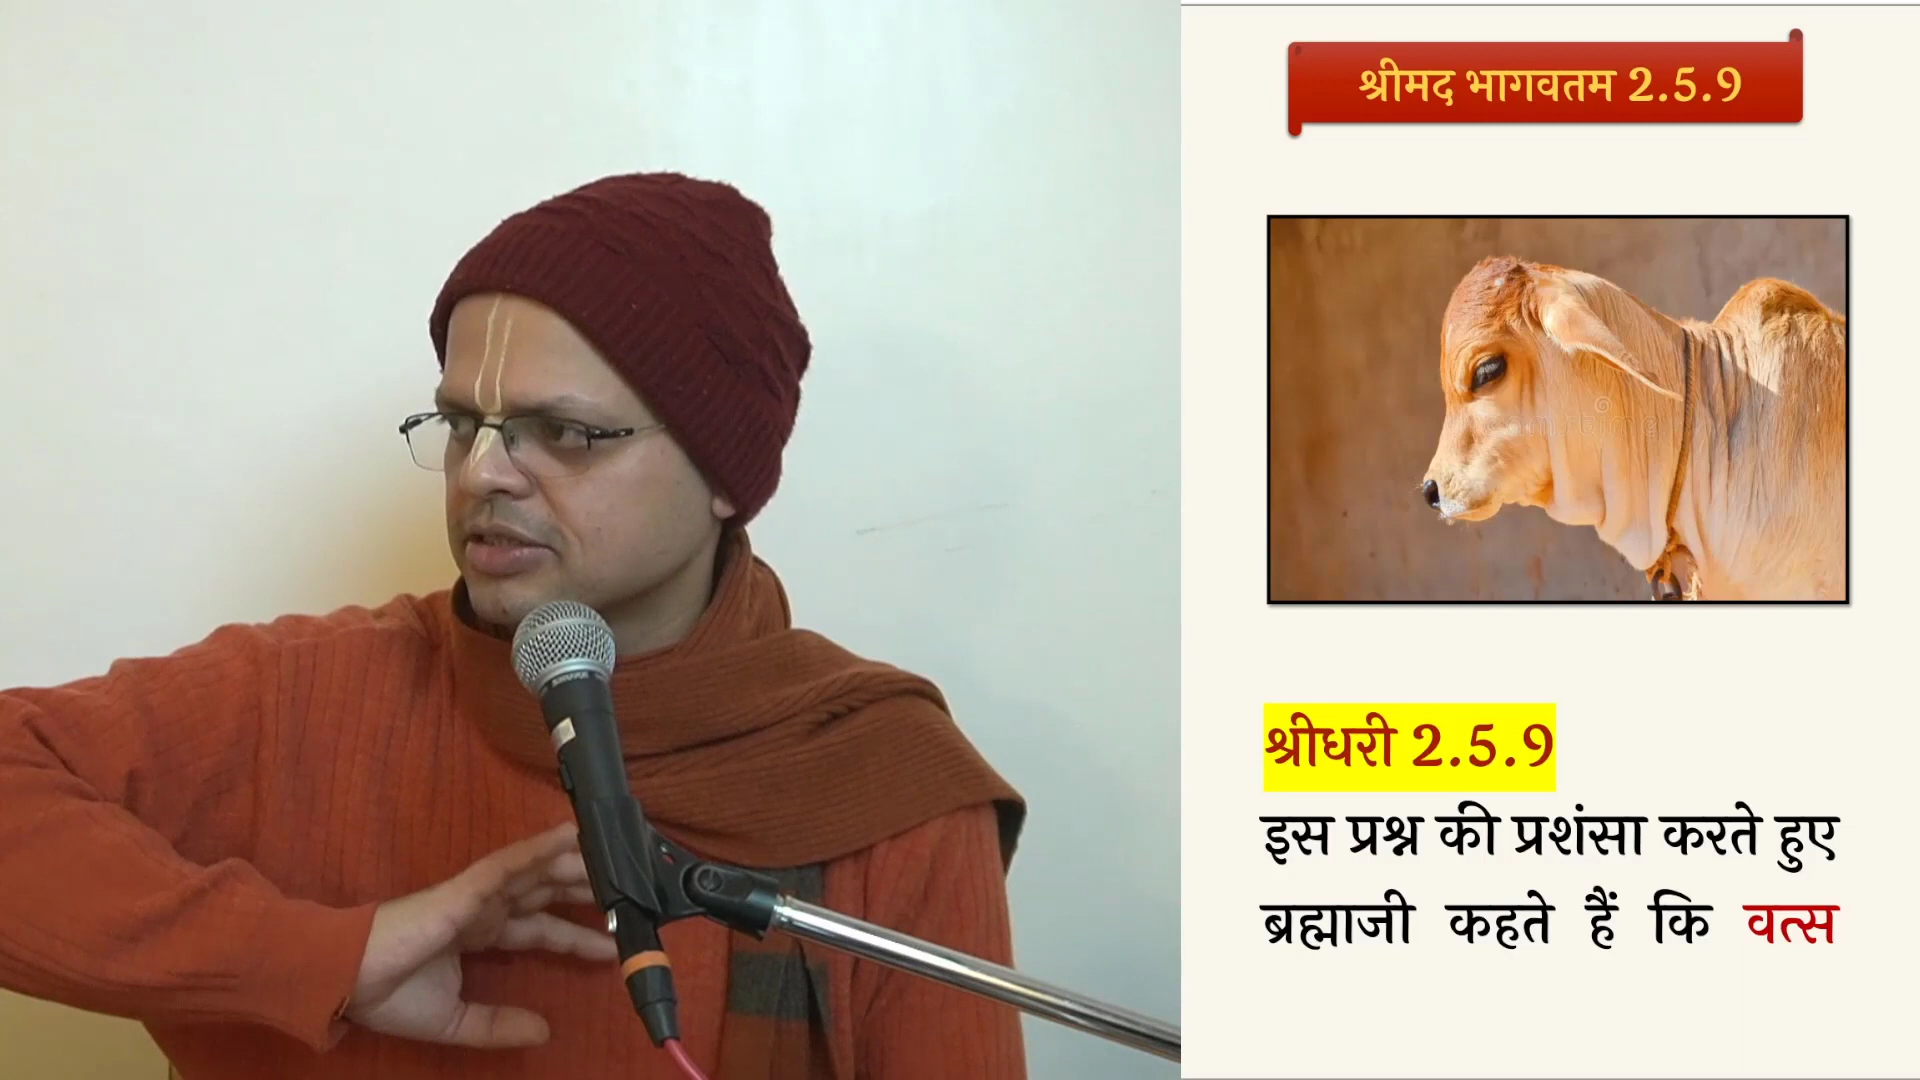 श्रीमद भागवतम 2.5.9
श्रीधरी 2.5.9
इस प्रश्न की प्रशंसा करते हुए
ब्रह्माजी कहते हैं कि वत्स